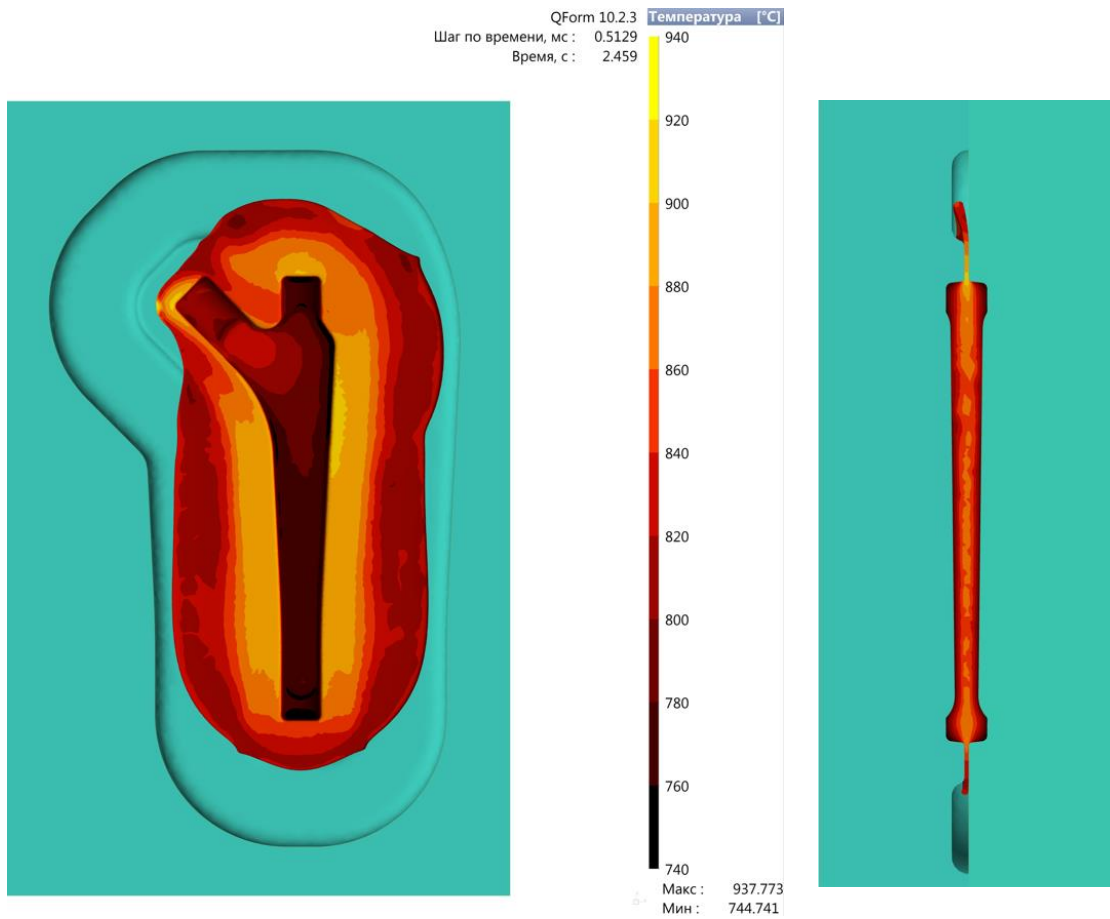 QForm 10.2.3
Шаг по времени, мс : 0.5129
Время, с : 2.459
Температура [°C]
940
920
900
880
860
840
820
800
780
760
740
Макс : 937.773
Мин : 744.741